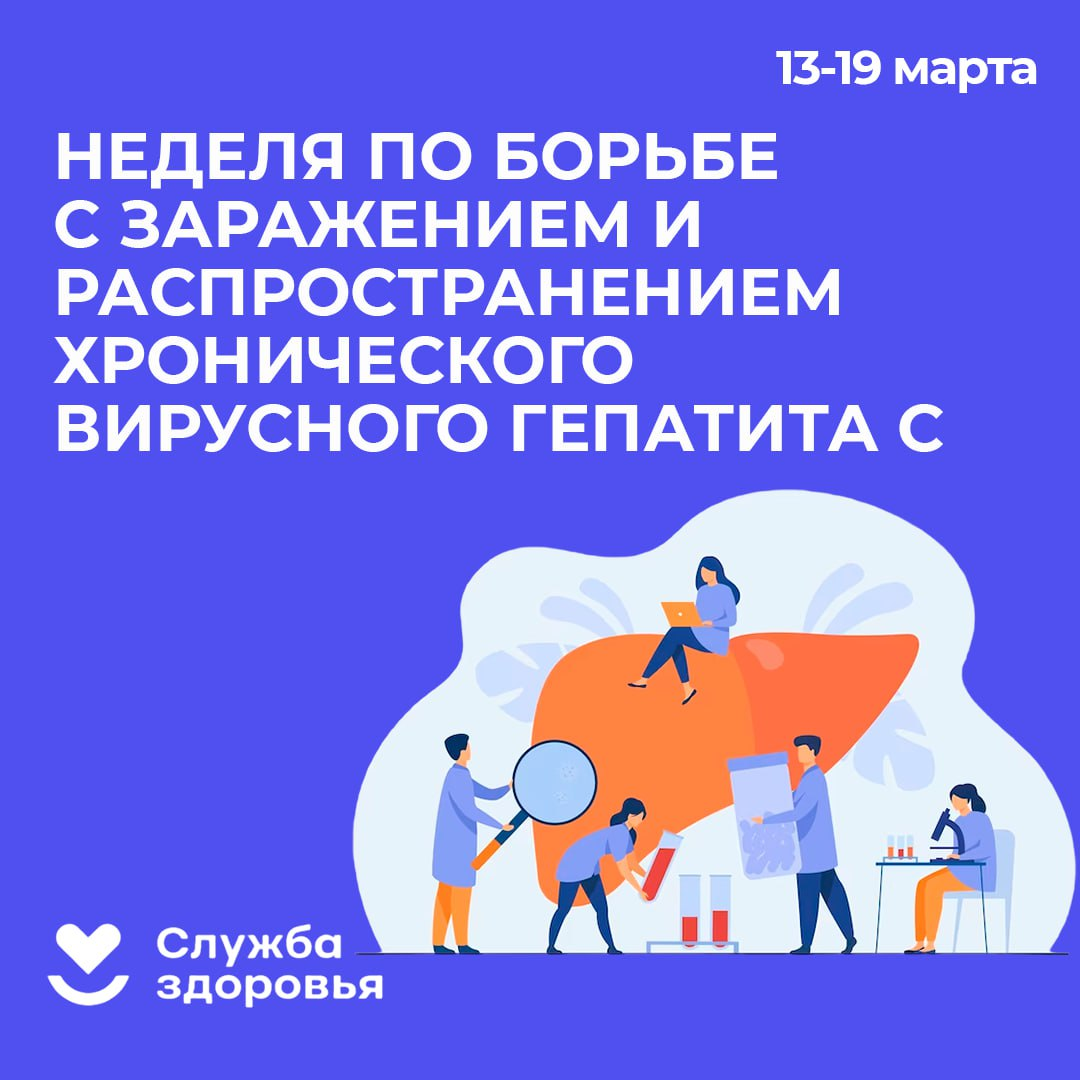 13-19 марта
НЕДЕЛЯ ПО БОРЬБЕ
С ЗАРАЖЕНИЕМ И
РАСПРОСТРАНЕНИЕМ
ХРОНИЧЕСКОГО
ВИРУСНОГО ГЕПАТИТА С
Служба
здоровья